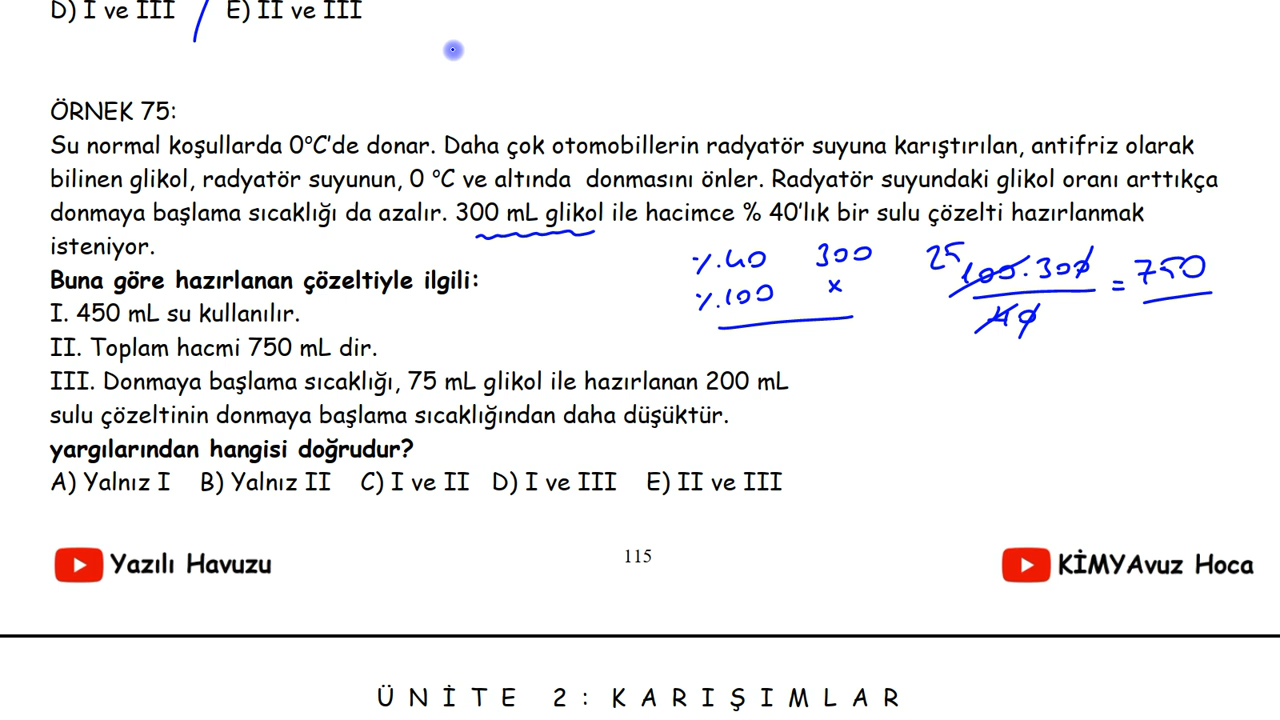 D) I ve III / E) II ve III
ÖRNEK 75:
Su normal koşullarda 0°C'de donar. Daha çok otomobillerin radyatör suyuna karıştırılan, antifriz olarak
bilinen glikol, radyatör suyunun, 0 °C ve altında donmasını önler. Radyatör suyundaki glikol oranı arttıkça
donmaya başlama sıcaklığı da azalır. 300 mL glikol ile hacimce % 40'lık bir sulu çözelti hazırlanmak
isteniyor.
%.40 300
%.100 x
25
100.300
40
= 750
Buna göre hazırlanan çözeltiyle ilgili:
I. 450 mL su kullanılır.
II. Toplam hacmi 750 mL dir.
III. Donmaya başlama sıcaklığı, 75 mL glikol ile hazırlanan 200 mL
sulu çözeltinin donmaya başlama sıcaklığından daha düşüktür.
yargılarından hangisi doğrudur?
A) Yalnız I B) Yalnız II C) I ve II D) I ve III E) II ve III
Yazılı Havuzu 115 KİMYAvuz Hoca
ÜNİTE 2: KARIŞIMLAR